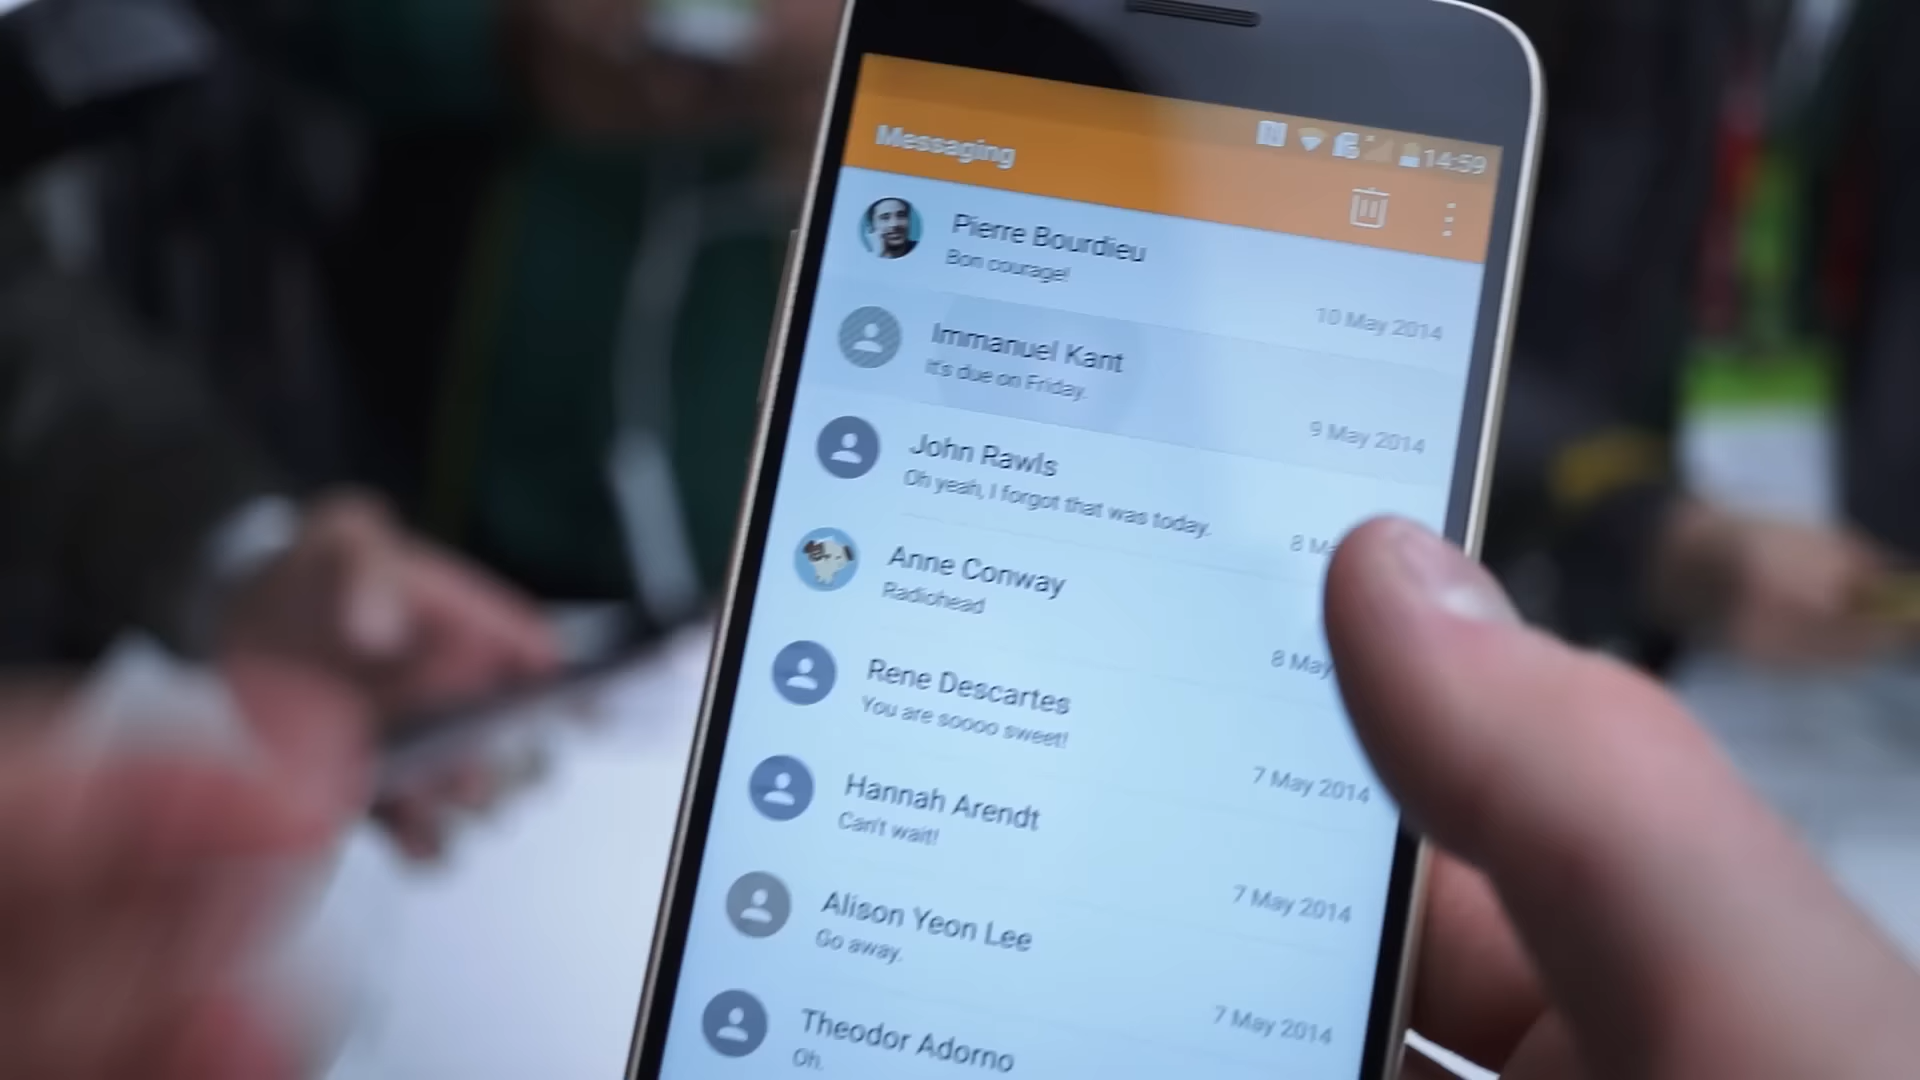 14:59
Messaging
Pierre Bourdieu
Bon courage!
10 May 2014
Immanuel Kant
It's due on Friday.
9 May 2014
John Rawls
Oh yeah, I forgot that was today.
8 Ma
Anne Conway
Radiohead
8 May
Rene Descartes
You are soooo sweet!
7 May 2014
Hannah Arendt
Can't wait!
7 May 2014
Alison Yeon Lee
Go away.
7 May 2014
Theodor Adorno
Oh.